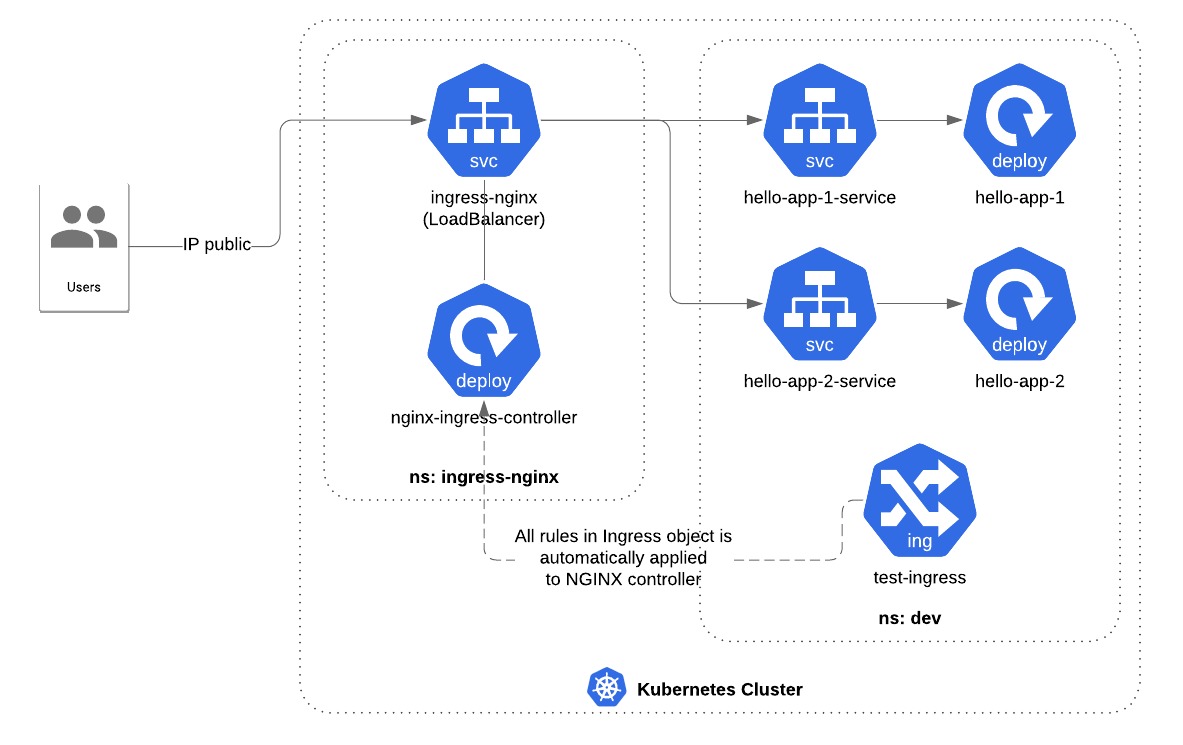 svc
ingress-nginx
(LoadBalancer)
svc
hello-app-1-service
deploy
hello-app-1
IP public
Users
svc
hello-app-2-service
deploy
hello-app-2
deploy
nginx-ingress-controller
ns: ingress-nginx
All rules in Ingress object is
automatically applied
to NGINX controller
ing
test-ingress
ns: dev
Kubernetes Cluster